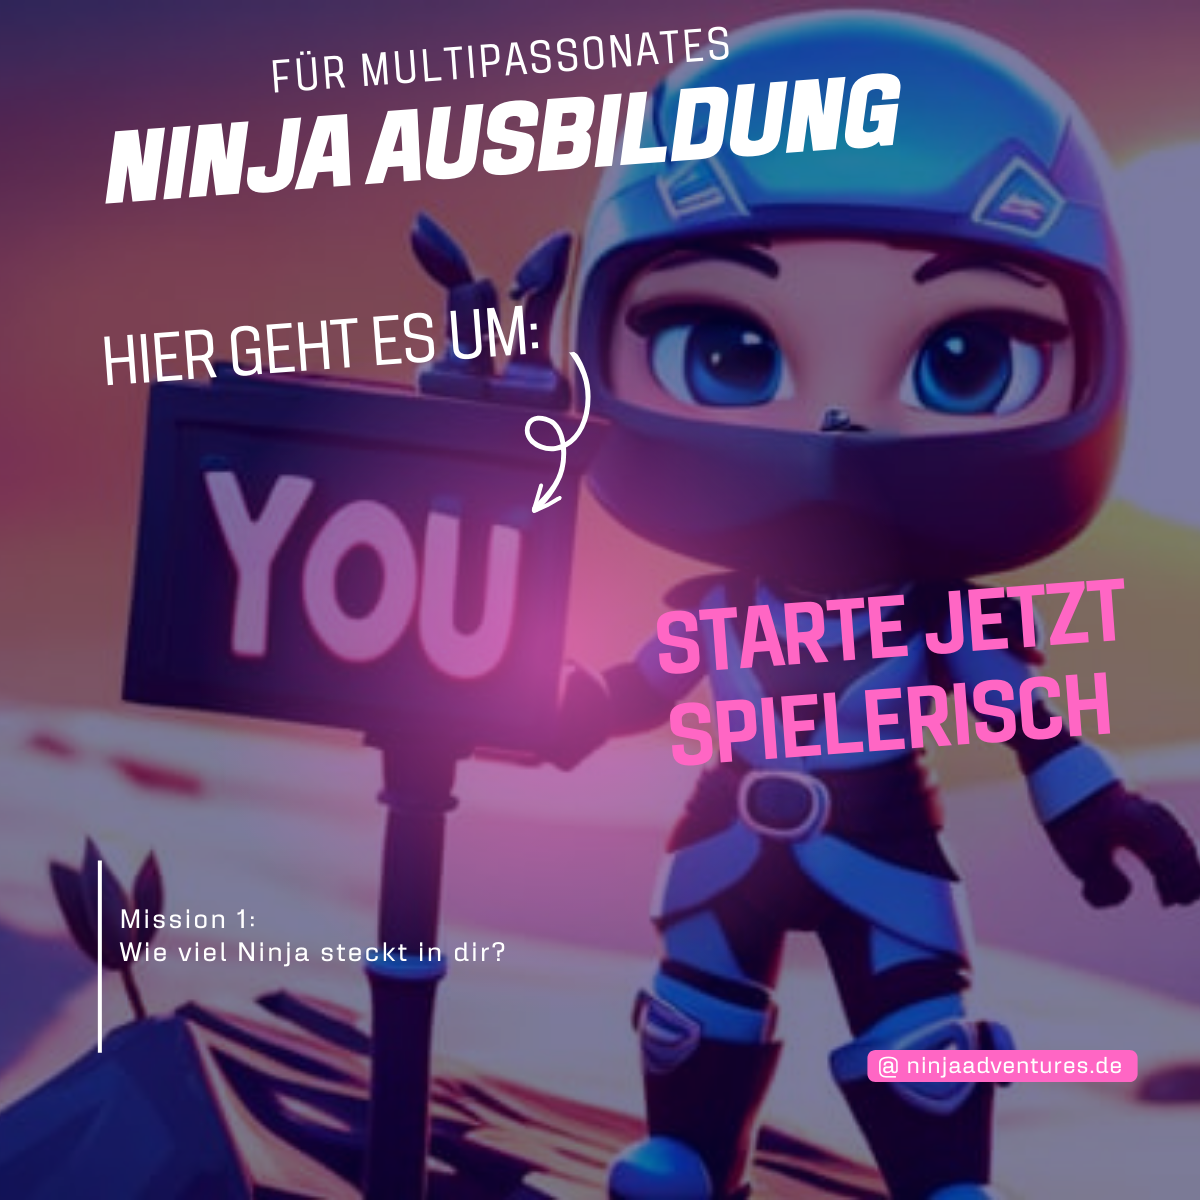 FÜR MULTIPASSONATES
NINJA AUSBILDUNG
HIER GEHT ES UM:
YOU
STARTE JETZT
SPIELERISCH
Mission 1:
Wie viel Ninja steckt in dir?
@ ninjaadventures.de